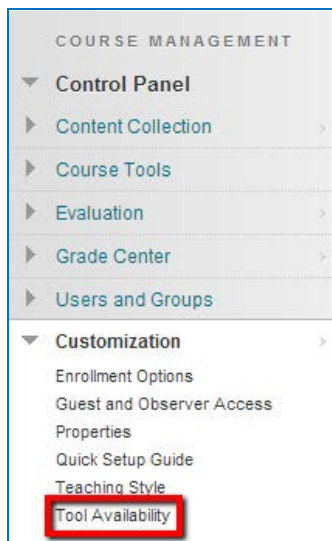 COURSE MANAGEMENT
Control Panel
Content Collection
Course Tools
Evaluation
Grade Center
Users and Groups
Customization
Enrollment Options
Guest and Observer Access
Properties
Quick Setup Guide
Teaching Style
Tool Availability